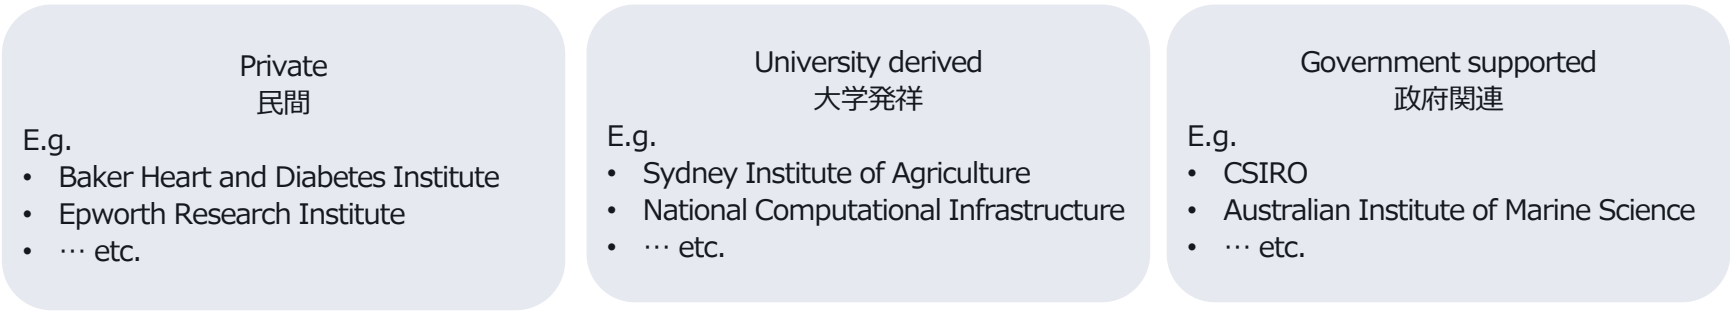 Private
民間
E.g.
• Baker Heart and Diabetes Institute
• Epworth Research Institute
• … etc.
University derived
大学発祥
E.g.
• Sydney Institute of Agriculture
• National Computational Infrastructure
• … etc.
Government supported
政府関連
E.g.
• CSIRO
• Australian Institute of Marine Science
• … etc.